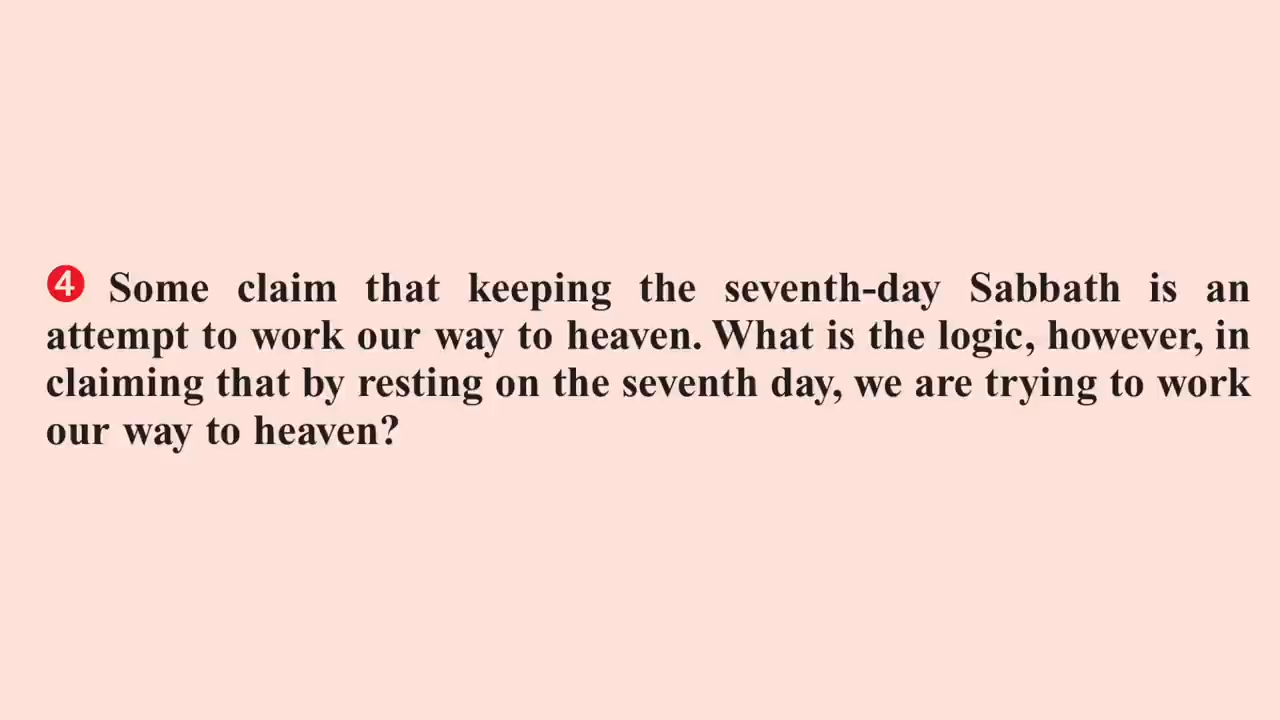 ❹ Some claim that keeping the seventh-day Sabbath is an
attempt to work our way to heaven. What is the logic, however, in
claiming that by resting on the seventh day, we are trying to work
our way to heaven?